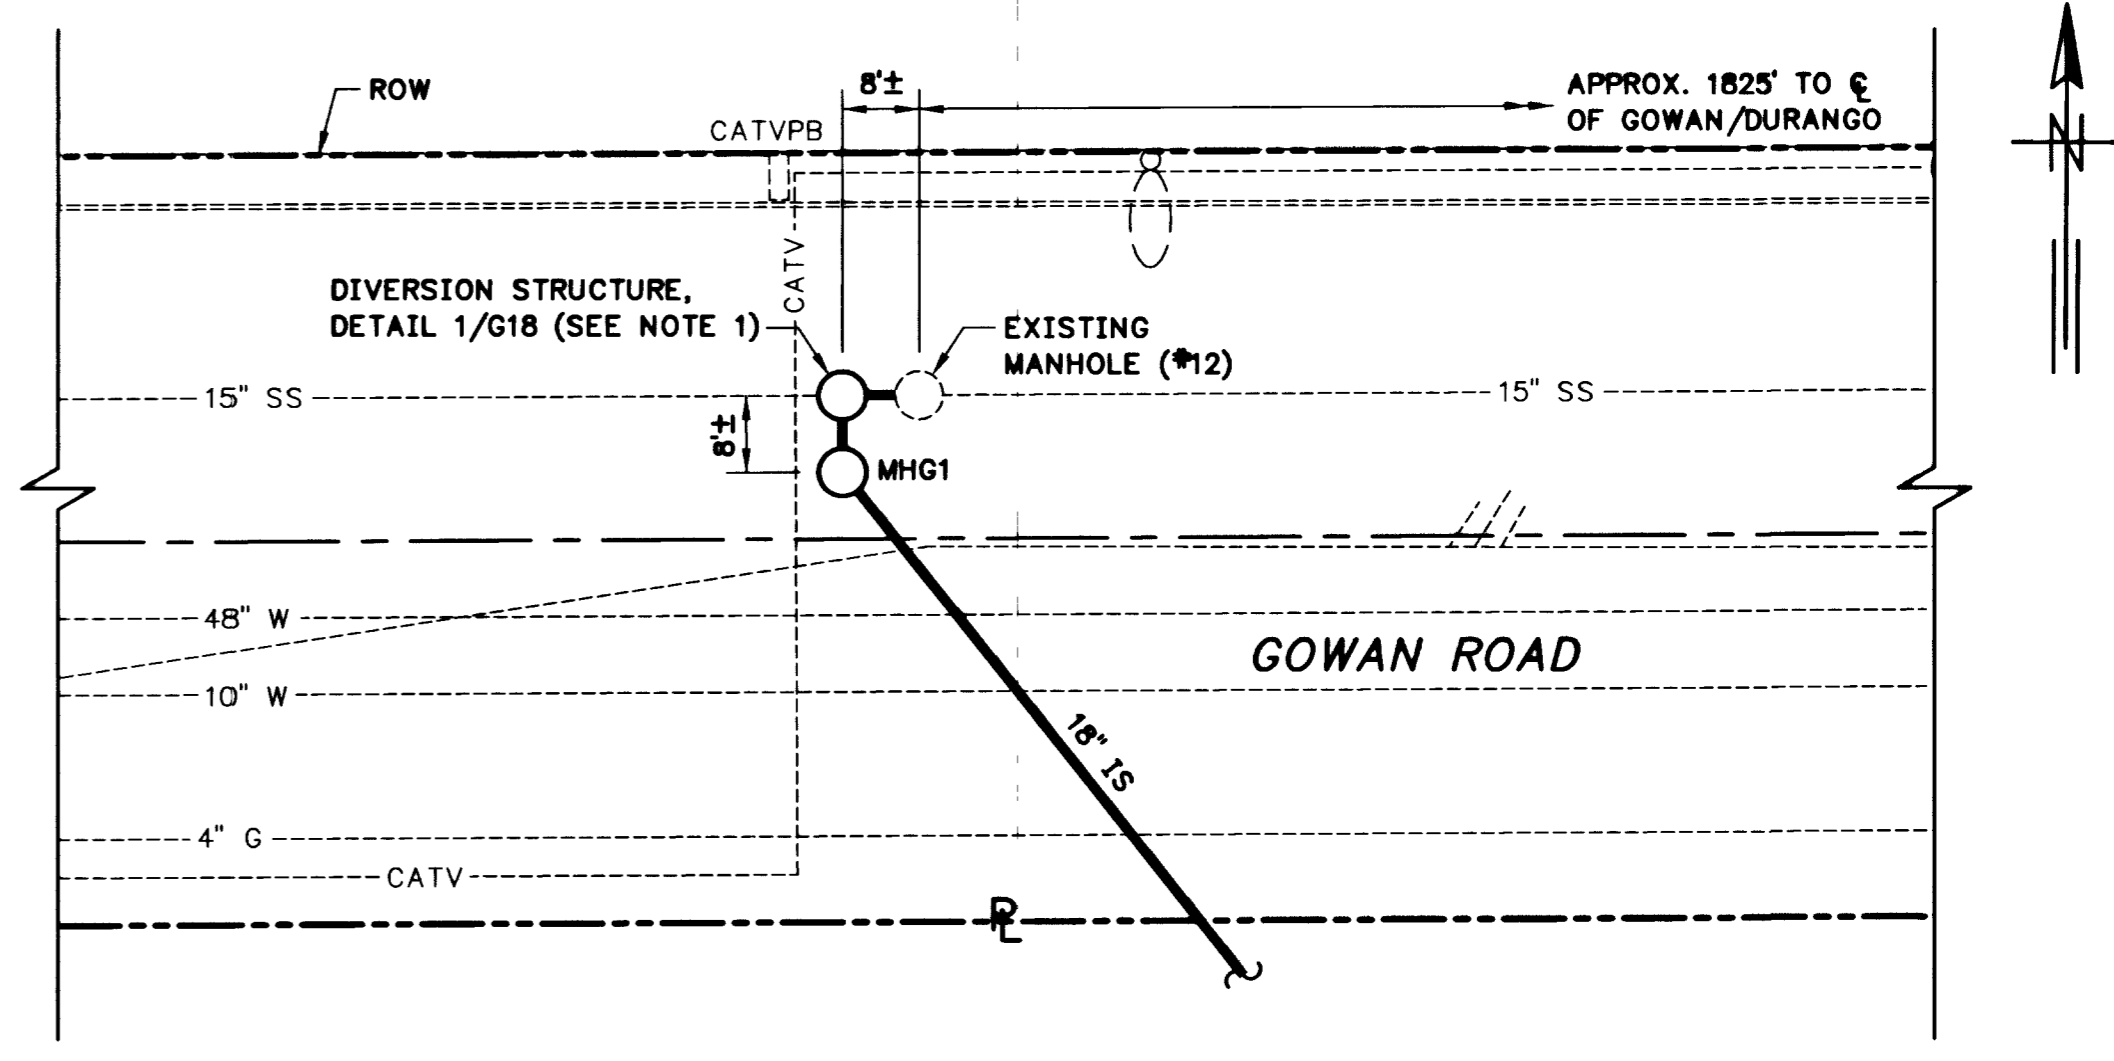 ROW
8'±
APPROX. 1825' TO ℄
OF GOWAN/DURANGO
CATVPB
N
CATV
DIVERSION STRUCTURE,
DETAIL 1/G18 (SEE NOTE 1)
EXISTING
MANHOLE (#12)
15" SS
15" SS
8'±
MHG1
48" W
GOWAN ROAD
10" W
18" IS
4" G
CATV
PL